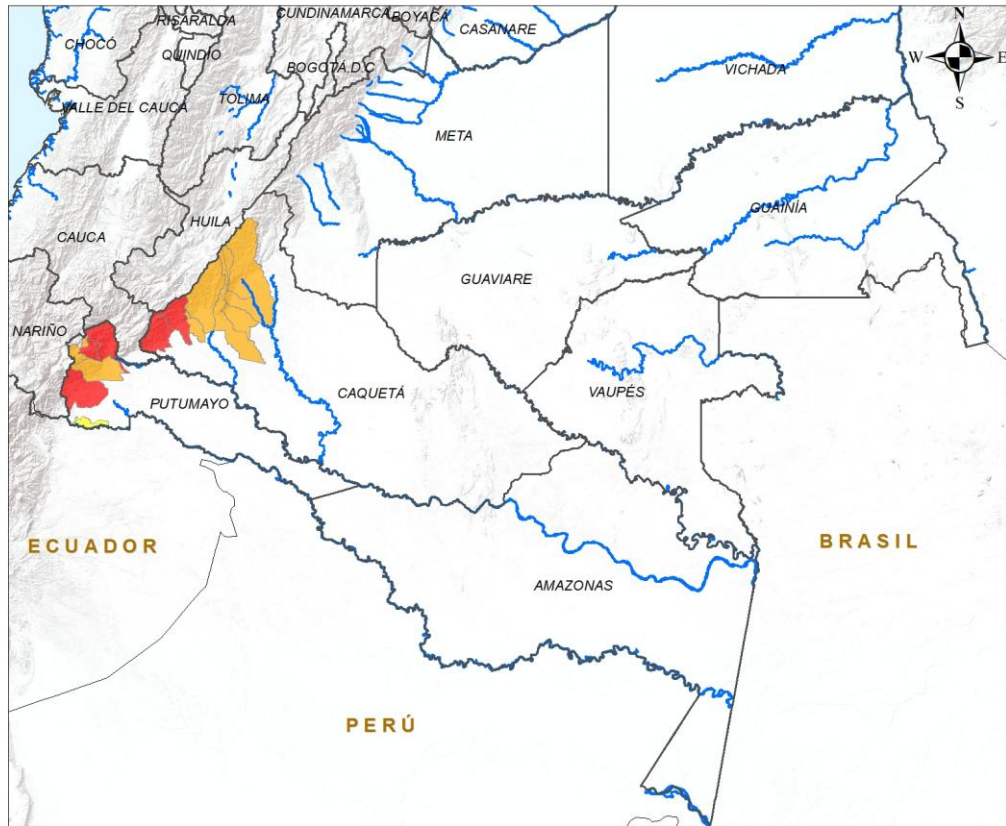 CUNDINAMARCA
BOYACÁ
CASANARE
N
RISARALDA
CHOCÓ
QUINDIO
BOGOTÁ D.C
VICHADA
W
E
S
VALLE DEL CAUCA
TOLIMA
META
HUILA
GUAINÍA
CAUCA
GUAVIARE
NARIÑO
CAQUETÁ
VAUPÉS
PUTUMAYO
ECUADOR
BRASIL
AMAZONAS
PERÚ